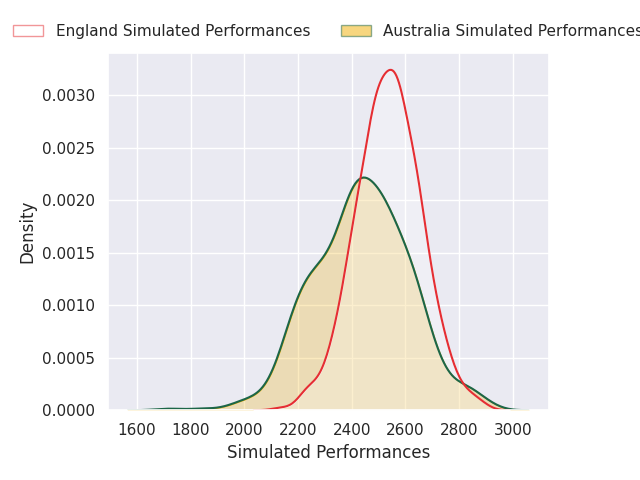 England Simulated Performances
Australia Simulated Performances
0.0030
0.0025
0.0020
0.0015
0.0010
0.0005
0.0000
Density
1600 1800 2000 2200 2400 2600 2800 3000
Simulated Performances